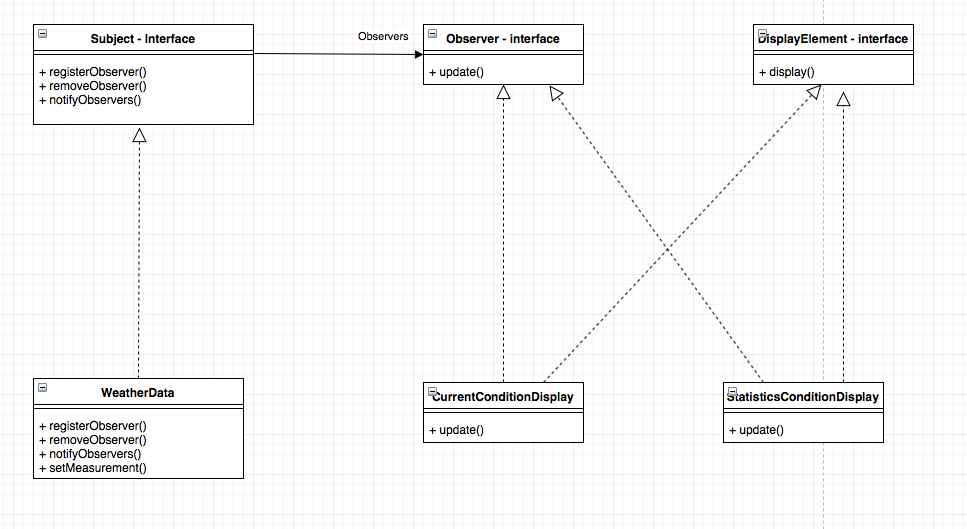 Subject - Interface
+ registerObserver()
+ removeObserver()
+ notifyObservers()
Observers
Observer - interface
+ update()
DisplayElement - interface
+ display()
WeatherData
+ registerObserver()
+ removeObserver()
+ notifyObservers()
+ setMeasurement()
CurrentConditionDisplay
+ update()
StatisticsConditionDisplay
+ update()